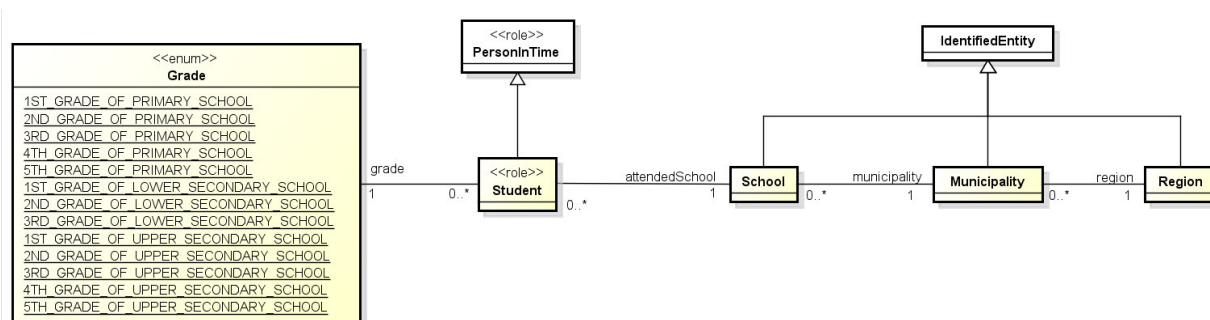 <<enum>>
Grade
1ST_GRADE_OF_PRIMARY_SCHOOL
2ND_GRADE_OF_PRIMARY_SCHOOL
3RD_GRADE_OF_PRIMARY_SCHOOL
4TH_GRADE_OF_PRIMARY_SCHOOL
5TH_GRADE_OF_PRIMARY_SCHOOL
1ST_GRADE_OF_LOWER_SECONDARY_SCHOOL
2ND_GRADE_OF_LOWER_SECONDARY_SCHOOL
3RD_GRADE_OF_LOWER_SECONDARY_SCHOOL
1ST_GRADE_OF_UPPER_SECONDARY_SCHOOL
2ND_GRADE_OF_UPPER_SECONDARY_SCHOOL
3RD_GRADE_OF_UPPER_SECONDARY_SCHOOL
4TH_GRADE_OF_UPPER_SECONDARY_SCHOOL
5TH_GRADE_OF_UPPER_SECONDARY_SCHOOL
grade
1
0..*
<<role>>
PersonInTime
<<role>>
Student
0..*
attendedSchool
1
School
0..*
municipality
1
IdentifiedEntity
Municipality
0..*
region
1
Region